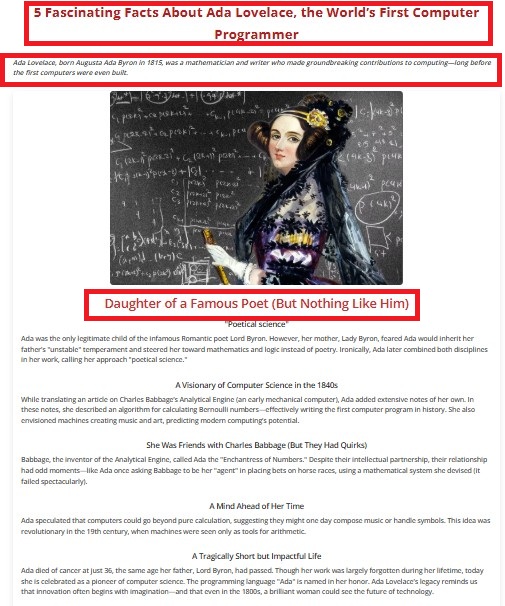 5 Fascinating Facts About Ada Lovelace, the World's First Computer
Programmer
Ada Lovelace, born Augusta Ada Byron in 1815, was a mathematician and writer who made groundbreaking contributions to computing—long before
the first computers were even built.
Daughter of a Famous Poet (But Nothing Like Him)
"Poetical science"
Ada was the only legitimate child of the infamous Romantic poet Lord Byron. However, her mother, Lady Byron, feared Ada would inherit her
father's "unstable" temperament and steered her toward mathematics and logic instead of poetry. Ironically, Ada later combined both disciplines
in her work, calling her approach "poetical science."
A Visionary of Computer Science in the 1840s
While translating an article on Charles Babbage's Analytical Engine (an early mechanical computer), Ada added extensive notes of her own. In
these notes, she described an algorithm for calculating Bernoulli numbers—effectively writing the first computer program in history. She also
envisioned machines creating music and art, predicting modern computing's potential.
She Was Friends with Charles Babbage (But They Had Quirks)
Babbage, the inventor of the Analytical Engine, called Ada the "Enchantress of Numbers." Despite their intellectual partnership, their relationship
had odd moments—like Ada once asking Babbage to be her "agent" in placing bets on horse races, using a mathematical system she devised (it
failed spectacularly).
A Mind Ahead of Her Time
Ada speculated that computers could go beyond pure calculation, suggesting they might one day compose music or handle symbols. This idea was
revolutionary in the 19th century, when machines were seen only as tools for arithmetic.
A Tragically Short but Impactful Life
Ada died of cancer at just 36, the same age her father, Lord Byron, had passed. Though her work was largely forgotten during her lifetime, today
she is celebrated as a pioneer of computer science. The programming language "Ada" is named in her honor. Ada Lovelace's legacy reminds us
that innovation often begins with imagination—and that even in the 1800s, a brilliant woman could see the future of technology.